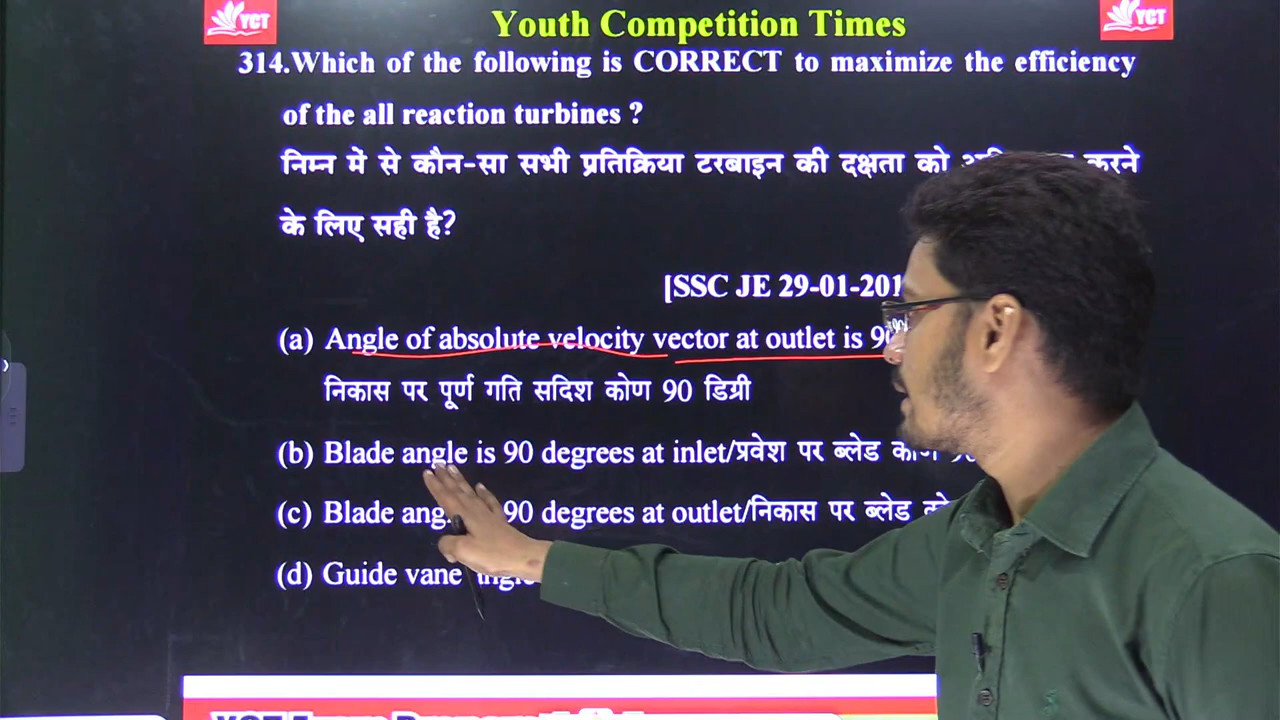 YCT
Youth Competition Times
YCT
314.Which of the following is CORRECT to maximize the efficiency
of the all reaction turbines ?
निम्न में से कौन-सा सभी प्रतिक्रिया टरबाइन की दक्षता को करने
के लिए सही है?
[SSC JE 29-01-201
(a) Angle of absolute velocity vector at outlet is
निकास पर पूर्ण गति सदिश कोण 90 डिग्री
(b) Blade angle is 90 degrees at inlet/प्रवेश पर ब्लेड
(c) Blade 90 degrees at outlet/निकास पर ब्लेड
(d) Guide vane